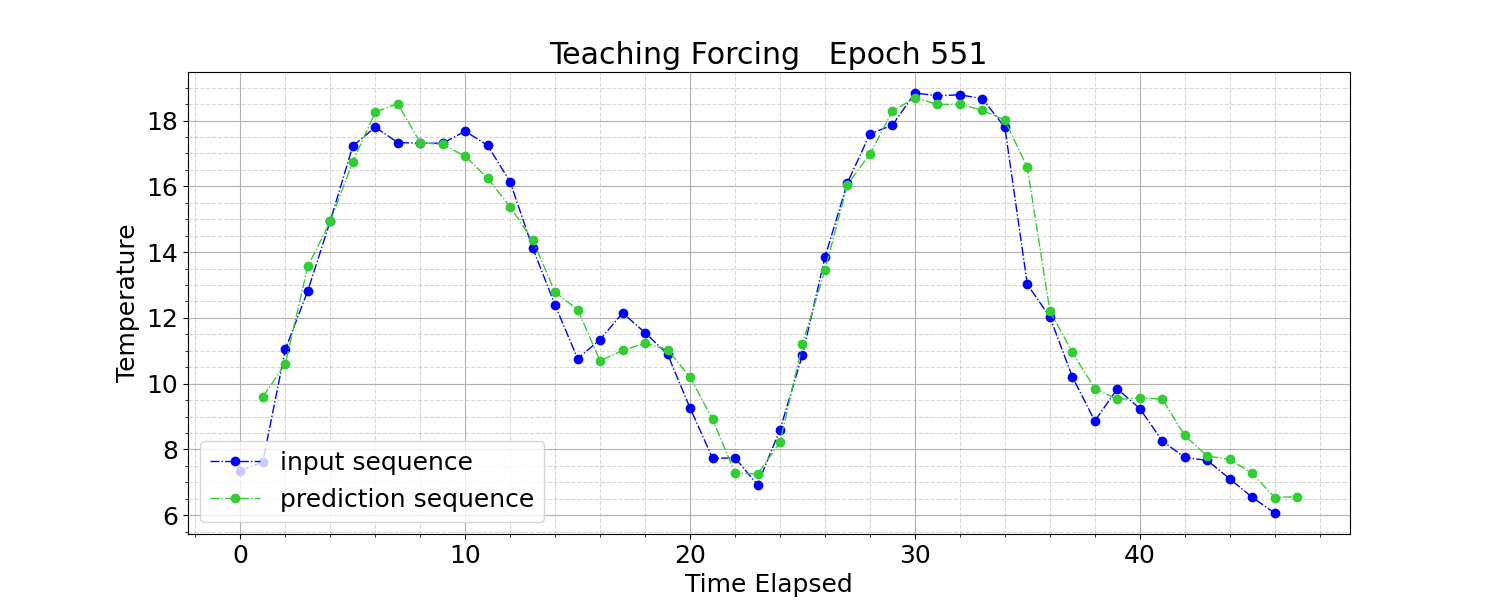 Teaching Forcing   Epoch 551
Temperature
18
16
14
12
10
8
6
input sequence
prediction sequence
0 10 20 30 40
Time Elapsed